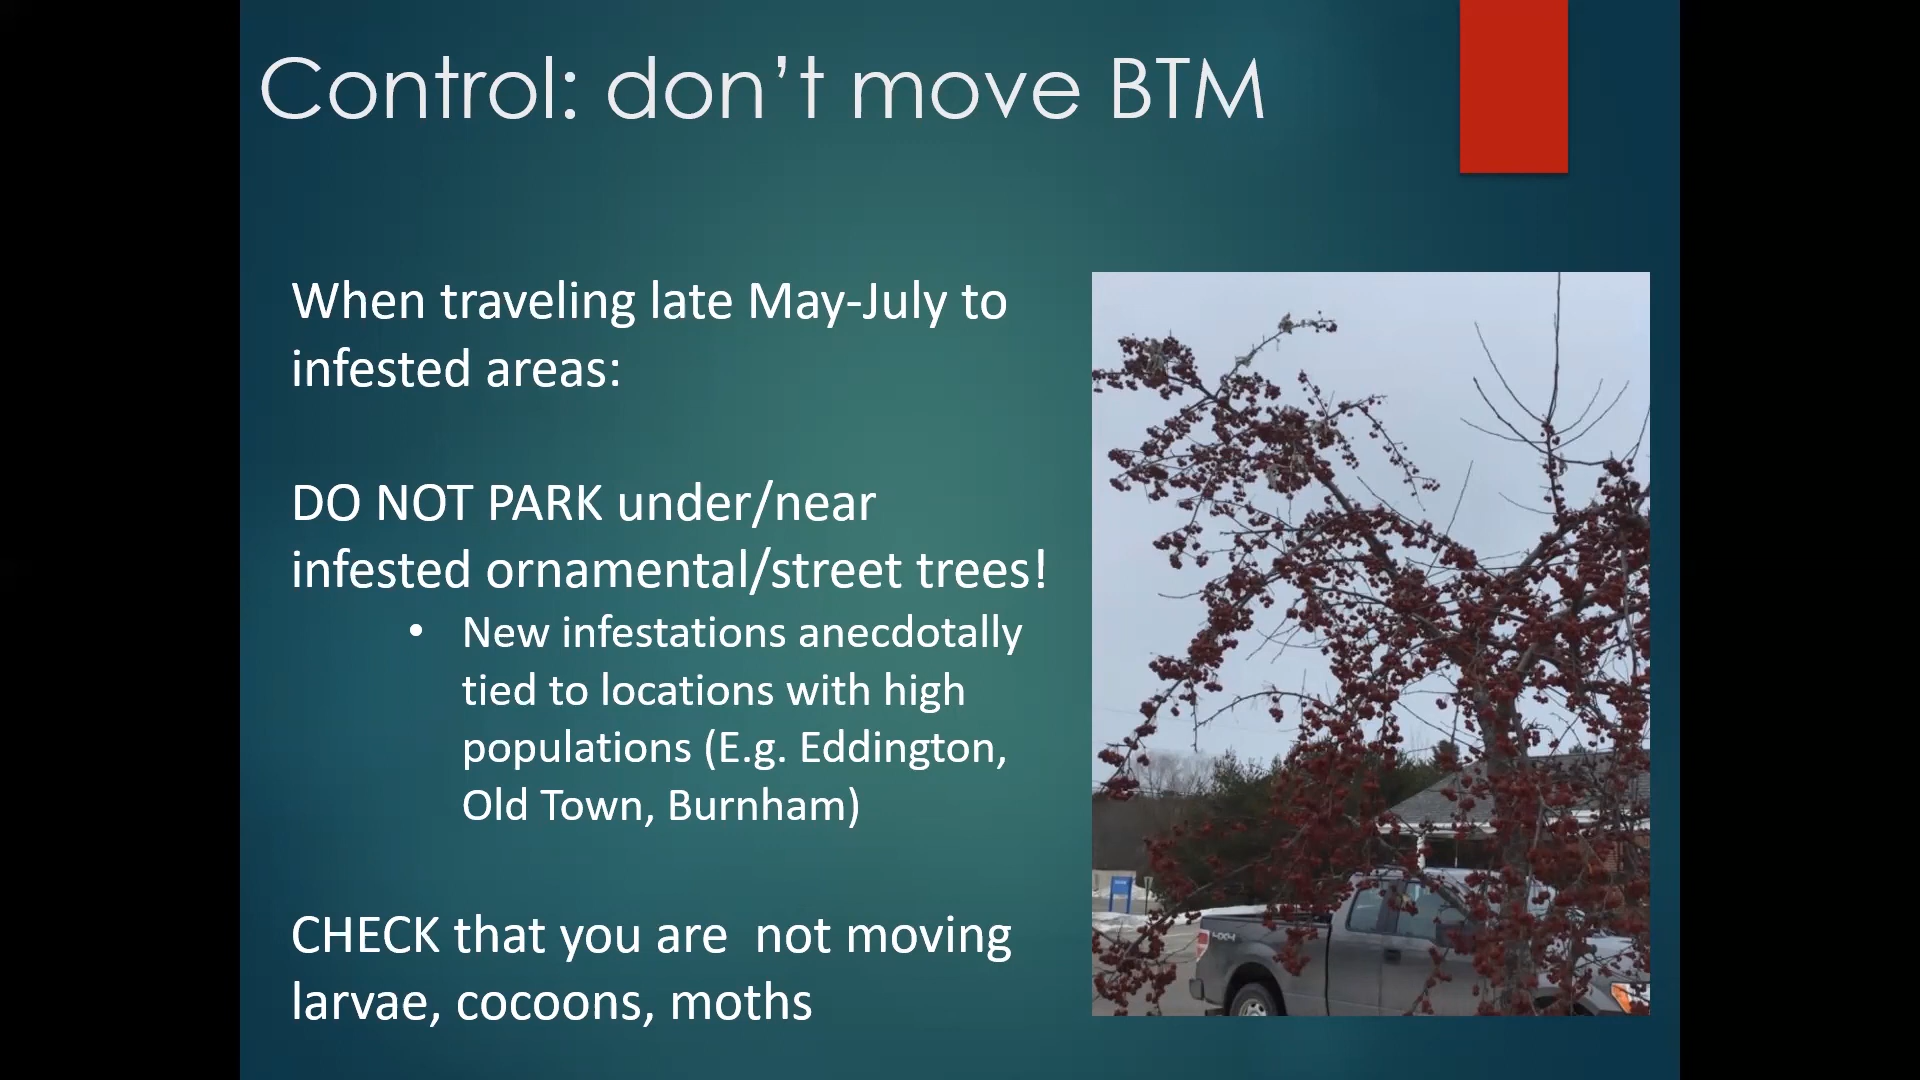 Control: don’t move BTM
When traveling late May-July to
infested areas:
DO NOT PARK under/near
infested ornamental/street trees!
• New infestations anecdotally
tied to locations with high
populations (E.g. Eddington,
Old Town, Burnham)
CHECK that you are  not moving
larvae, cocoons, moths
4x4